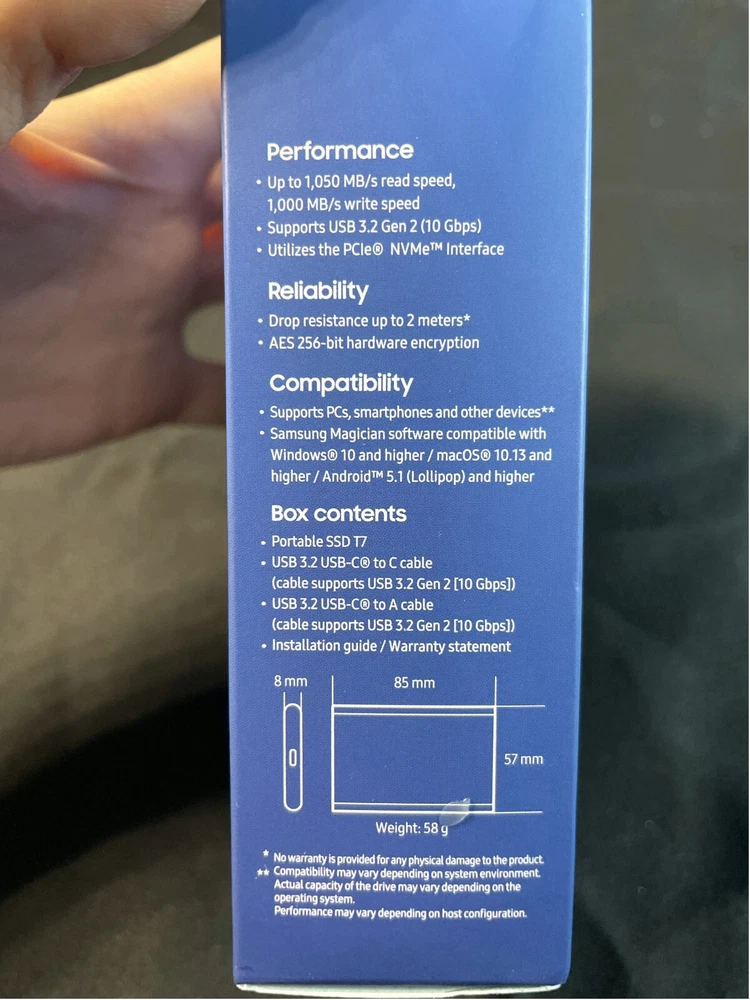 Performance
• Up to 1,050 MB/s read speed,
1,000 MB/s write speed
• Supports USB 3.2 Gen 2 (10 Gbps)
• Utilizes the PCIe® NVMe™ Interface
Reliability
• Drop resistance up to 2 meters*
• AES 256-bit hardware encryption
Compatibility
• Supports PCs, smartphones and other devices**
• Samsung Magician software compatible with
Windows® 10 and higher / macOS® 10.13 and
higher / Android™ 5.1 (Lollipop) and higher
Box contents
• Portable SSD T7
• USB 3.2 USB-C® to C cable
(cable supports USB 3.2 Gen 2 [10 Gbps])
• USB 3.2 USB-C® to A cable
(cable supports USB 3.2 Gen 2 [10 Gbps])
• Installation guide / Warranty statement
8 mm 85 mm
57 mm
Weight: 58 g
* No warranty is provided for any physical damage to the product.
** Compatibility may vary depending on system environment.
Actual capacity of the drive may vary depending on the
operating system.
Performance may vary depending on host configuration.